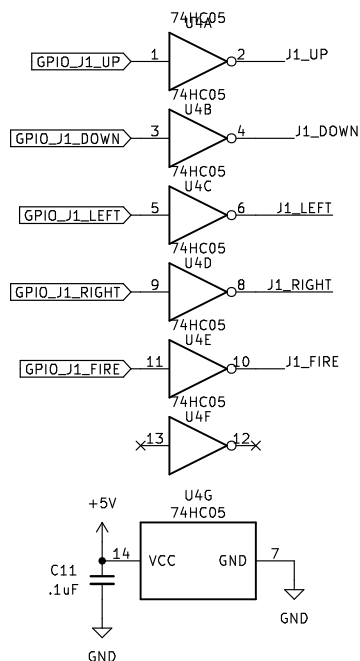 74HC05
U4A
GPIO_J1_UP 1 2 J1_UP
74HC05
U4B
GPIO_J1_DOWN 3 4 J1_DOWN
74HC05
U4C
GPIO_J1_LEFT 5 6 J1_LEFT
74HC05
U4D
GPIO_J1_RIGHT 9 8 J1_RIGHT
74HC05
U4E
GPIO_J1_FIRE 11 10 J1_FIRE
74HC05
U4F
13 12
U4G
74HC05
+5V
14 VCC GND 7
C11
.1uF
GND
GND